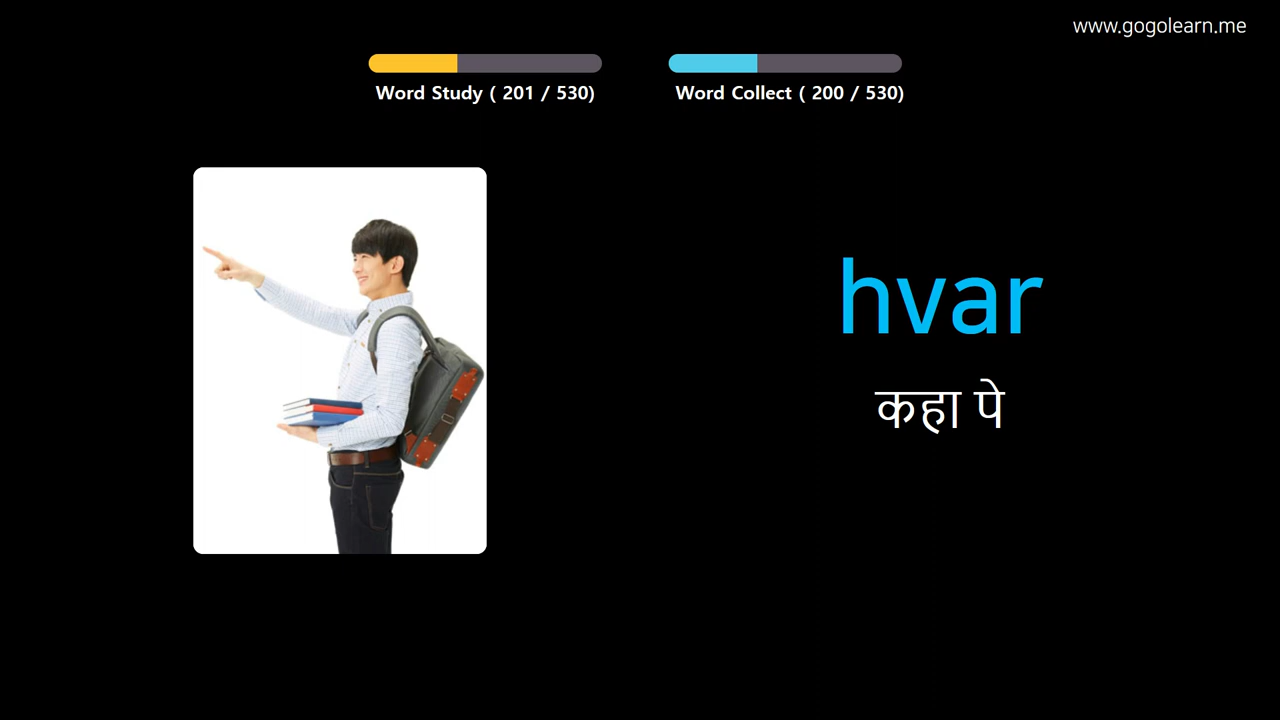 www.gogolearn.me
Word Study ( 201 / 530)
Word Collect ( 200 / 530)
hvar
कहा पे